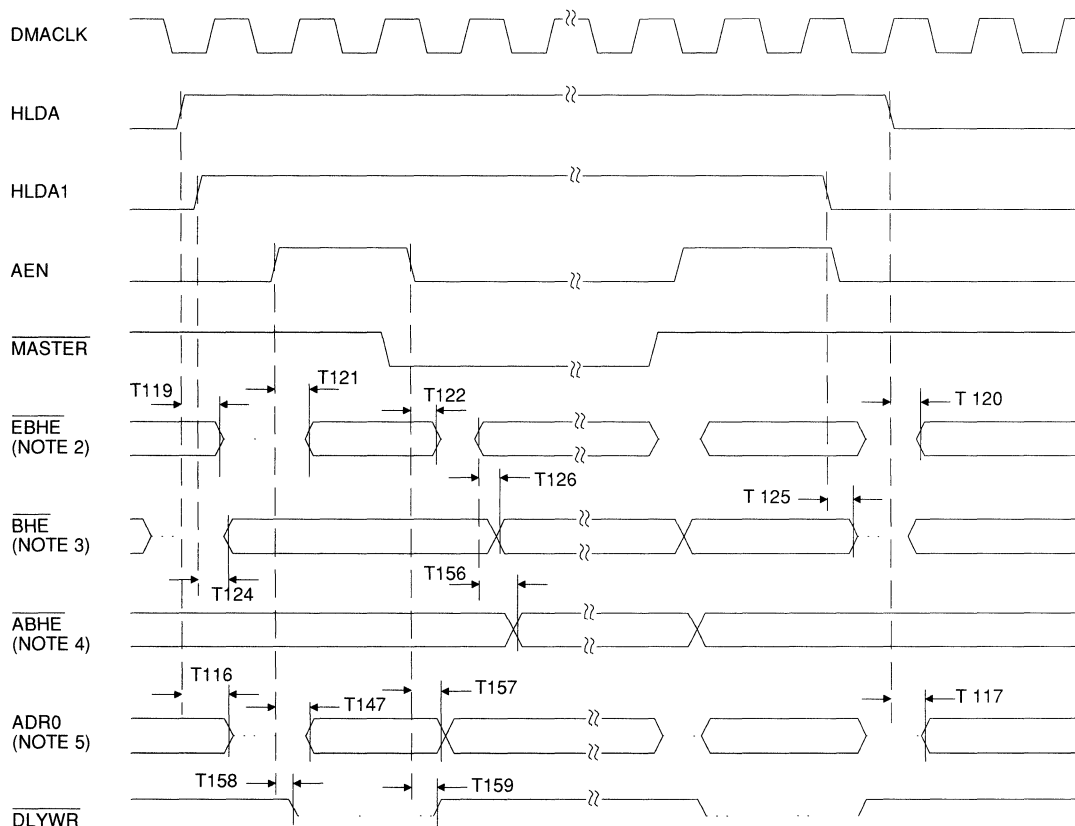 DMACLK
HLDA
HLDA1
AEN
MASTER
T119
T121
T122
T 120
EBHE
(NOTE 2)
T126
T 125
BHE
(NOTE 3)
T124
T156
ABHE
(NOTE 4)
T116
T147
T157
T 117
ADR0
(NOTE 5)
T158
T159
DLYWR